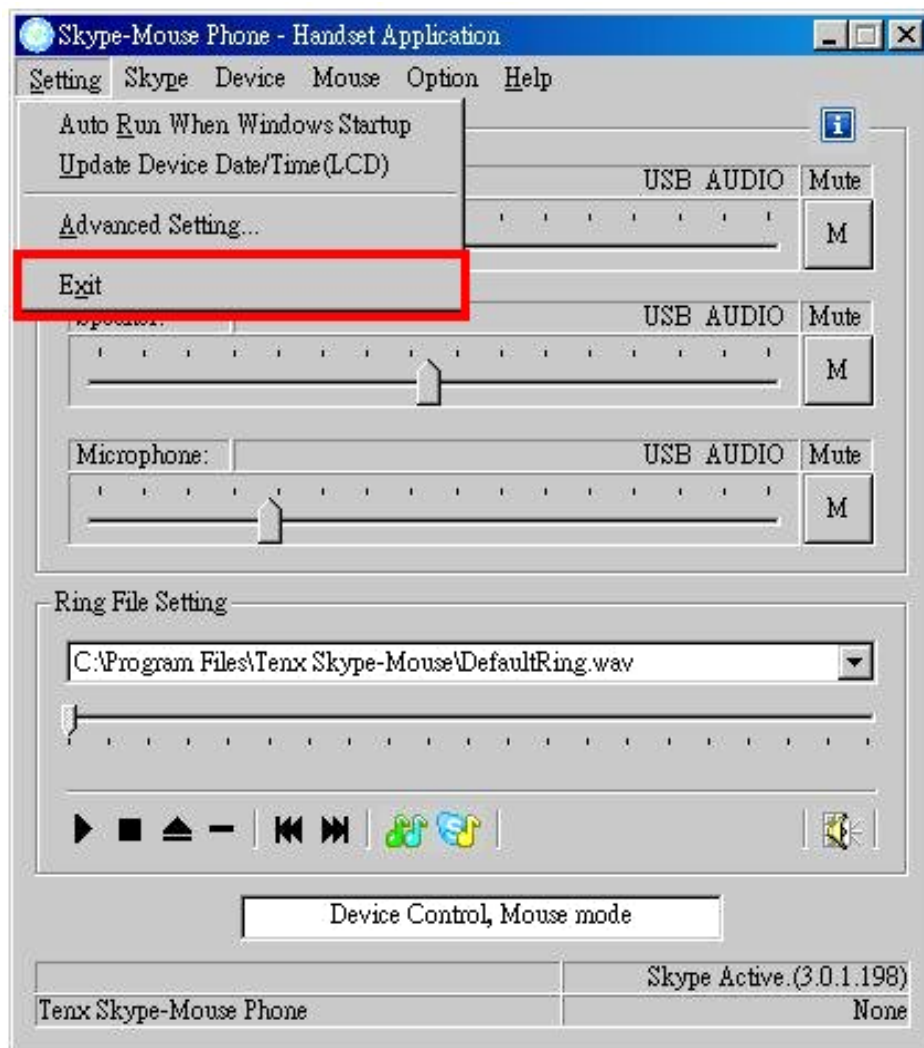 Skype-Mouse Phone - Handset Application
Setting Skype Device Mouse Option Help
Auto Run When Windows Startup
Update Device Date/Time(LCD)
Advanced Setting...
Exit
USB AUDIO Mute
M
Speaker: USB AUDIO Mute
M
Microphone: USB AUDIO Mute
M
Ring File Setting
C:\Program Files\Tenx Skype-Mouse\DefaultRing.wav
Device Control, Mouse mode
Skype Active.(3.0.1.198)
Tenx Skype-Mouse Phone None